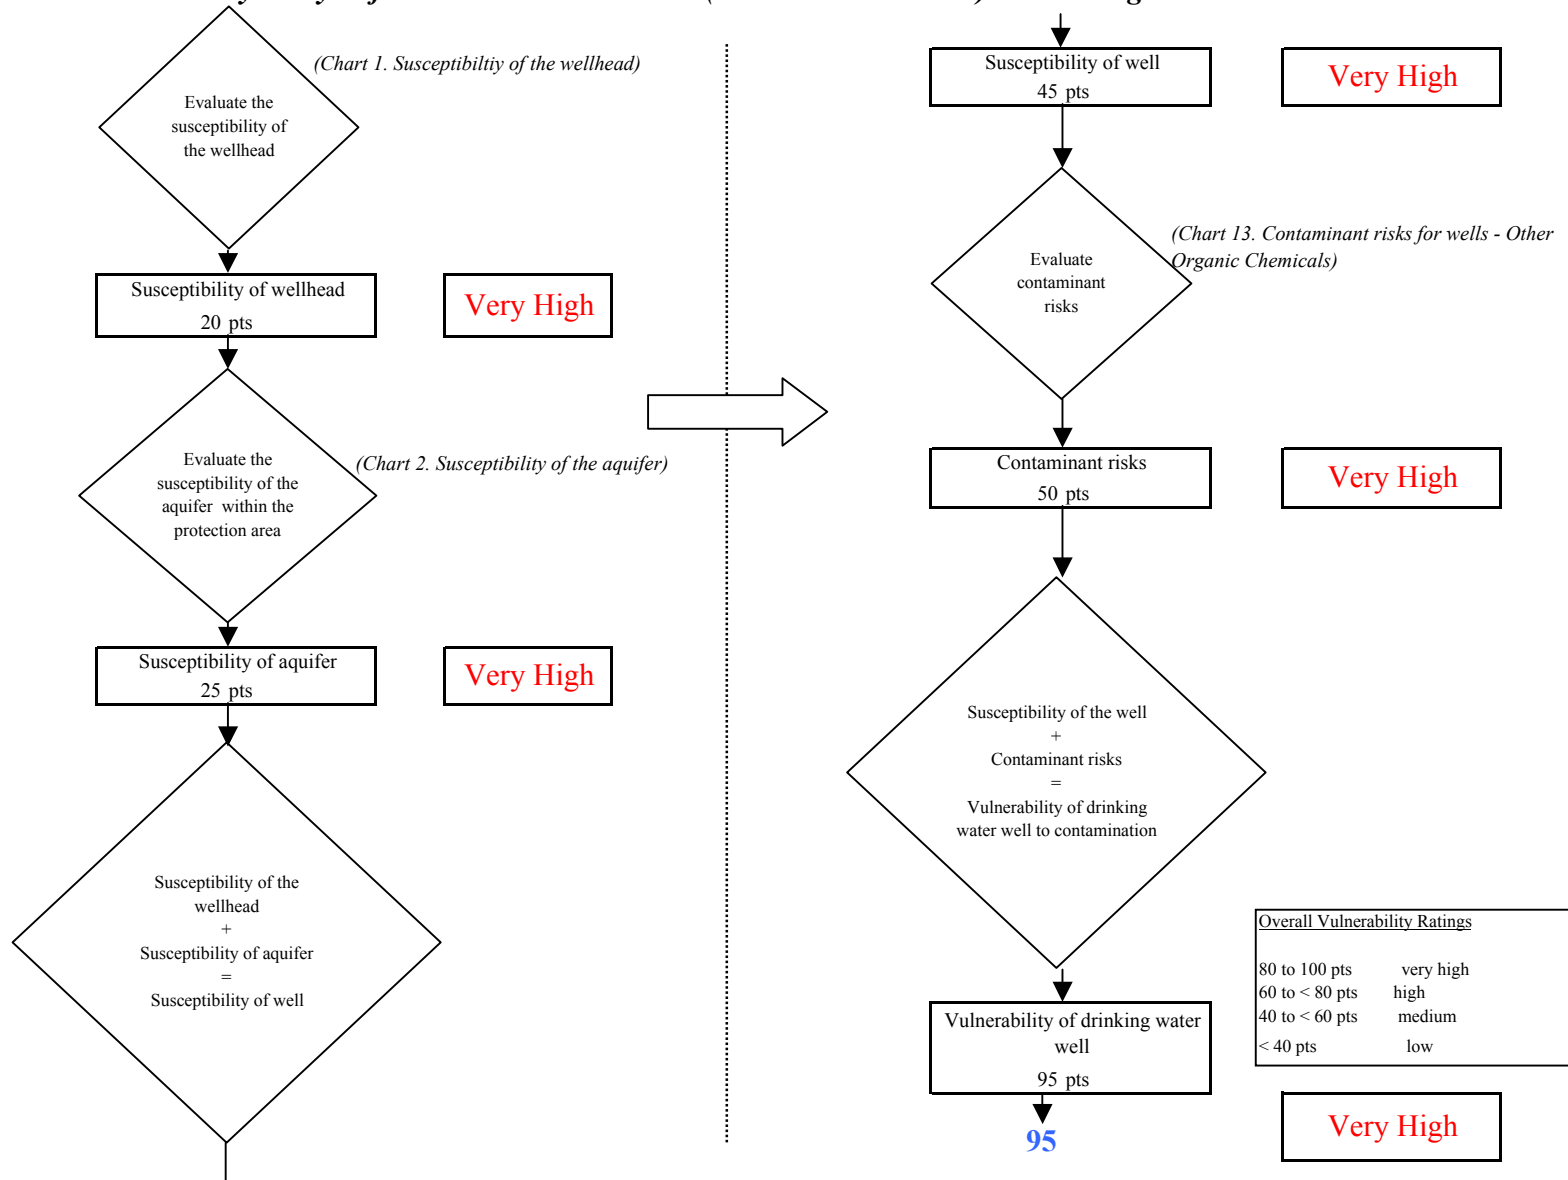 (Chart 1. Susceptibiltiy of the wellhead)
Evaluate the
susceptibility of
the wellhead
Susceptibility of wellhead
20 pts
Very High
Evaluate the
susceptibility of the
aquifer within the
protection area
(Chart 2. Susceptibility of the aquifer)
Susceptibility of aquifer
25 pts
Very High
Susceptibility of the
wellhead
+
Susceptibility of aquifer
=
Susceptibility of well
Susceptibility of well
45 pts
Very High
(Chart 13. Contaminant risks for wells - Other
Organic Chemicals)
Evaluate
contaminant
risks
Contaminant risks
50 pts
Very High
Susceptibility of the well
+
Contaminant risks
=
Vulnerability of drinking
water well to contamination
Overall Vulnerability Ratings
80 to 100 pts very high
60 to < 80 pts high
40 to < 60 pts medium
< 40 pts low
Vulnerability of drinking water
well
95 pts
95
Very High